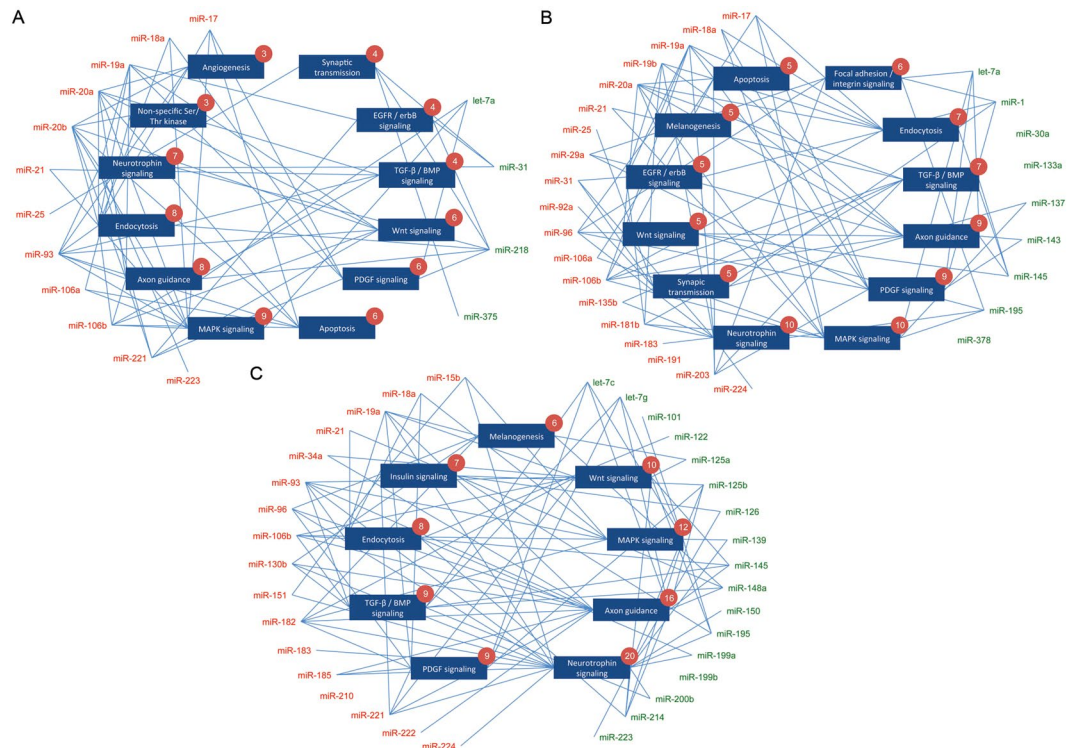 A
miR-17
miR-18a
miR-19a
miR-20a
miR-20b
miR-21
miR-25
miR-93
miR-106a
miR-106b
miR-221
miR-223
Angiogenesis
3
Synaptic
transmission
4
Non-specific Ser/
Thr kinase
3
EGFR / erbB
signaling
4
Neurotrophin
signaling
7
TGF-β / BMP
signaling
4
Endocytosis
8
Wnt signaling
6
Axon guidance
8
PDGF signaling
6
MAPK signaling
9
Apoptosis
6
let-7a
miR-31
miR-218
miR-375
B
miR-17
miR-18a
miR-19a
miR-19b
miR-20a
miR-21
miR-25
miR-29a
miR-31
miR-92a
miR-96
miR-106a
miR-106b
miR-135b
miR-181b
miR-183
miR-191
miR-203
miR-224
Apoptosis
5
Focal adhesion /
integrin signaling
6
Melanogenesis
5
Endocytosis
7
EGFR / erbB
signaling
5
TGF-β / BMP
signaling
7
Wnt signaling
5
Axon guidance
9
Synapic
transmission
5
PDGF signaling
9
Neurotrophin
signaling
10
MAPK signaling
10
let-7a
miR-1
miR-30a
miR-133a
miR-137
miR-143
miR-145
miR-195
miR-378
C
miR-15b
miR-18a
miR-19a
miR-21
miR-34a
miR-93
miR-96
miR-106b
miR-130b
miR-151
miR-182
miR-183
miR-185
miR-210
miR-221
miR-222
miR-224
Melanogenesis
6
Insulin signaling
7
Wnt signaling
10
Endocytosis
8
MAPK signaling
12
TGF-β / BMP
signaling
9
Axon guidance
16
PDGF signaling
9
Neurotrophin
signaling
20
let-7c
let-7g
miR-101
miR-122
miR-125a
miR-125b
miR-126
miR-139
miR-145
miR-148a
miR-150
miR-195
miR-199a
miR-199b
miR-200b
miR-214
miR-223